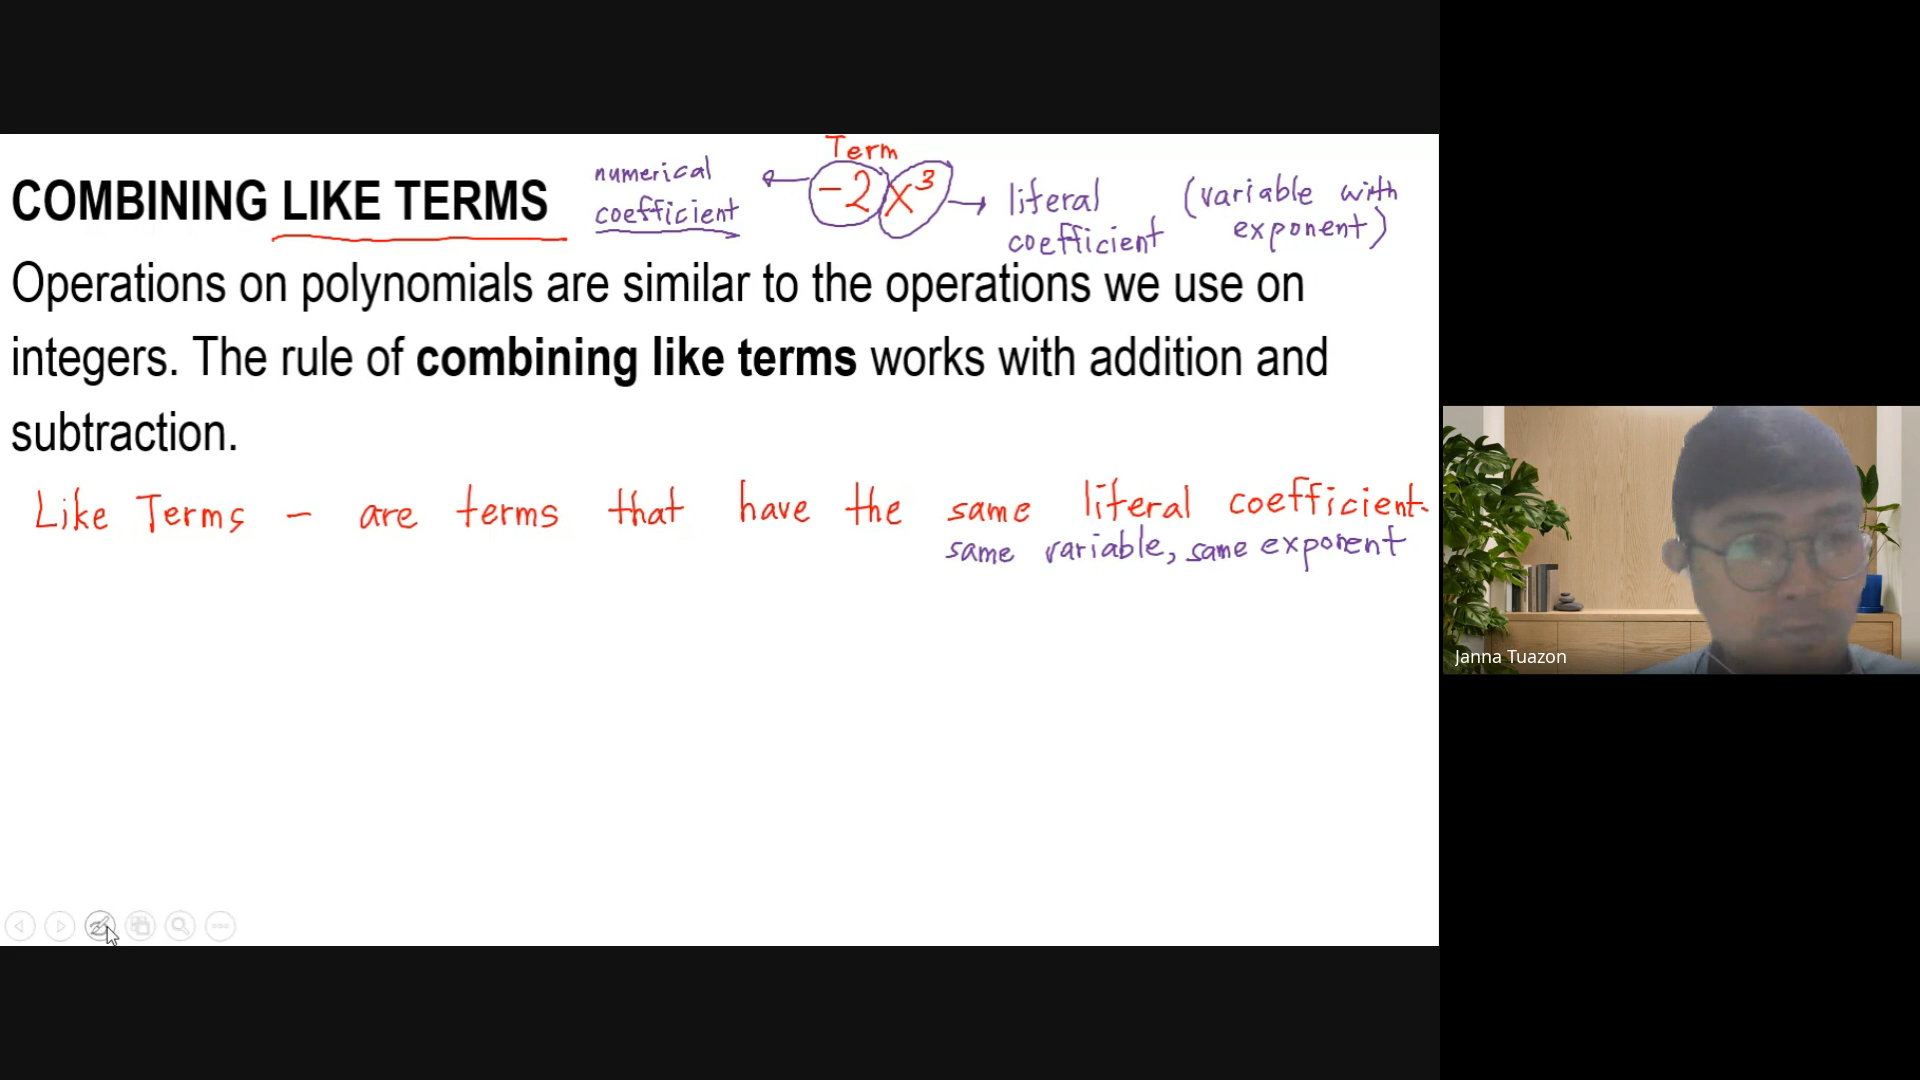 Term
numerical
coefficient
-2x³
literal
coefficient
(variable with
exponent)
COMBINING LIKE TERMS
Operations on polynomials are similar to the operations we use on
integers. The rule of combining like terms works with addition and
subtraction.
Like Terms - are terms that have the same literal coefficient.
same variable, same exponent
Janna Tuazon